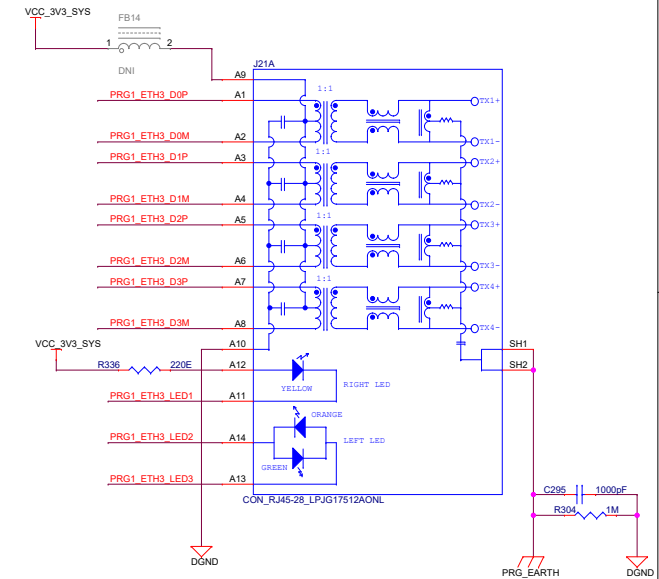 VCC_3V3_SYS
FB14
1
2
DNI
J21A
A9
1:1
PRG1_ETH3_D0P
A1
TX1+
PRG1_ETH3_D0M
A2
TX1-
1:1
PRG1_ETH3_D1P
A3
TX2+
PRG1_ETH3_D1M
A4
TX2-
1:1
PRG1_ETH3_D2P
A5
TX3+
PRG1_ETH3_D2M
A6
TX3-
1:1
PRG1_ETH3_D3P
A7
TX4+
PRG1_ETH3_D3M
A8
TX4-
VCC_3V3_SYS
A10
SH1
R336
220E
A12
SH2
YELLOW
RIGHT LED
PRG1_ETH3_LED1
A11
ORANGE
PRG1_ETH3_LED2
A14
LEFT LED
GREEN
PRG1_ETH3_LED3
A13
CON_RJ45-28_LPJG17512AONL
C295
1000pF
R304
1M
DGND
PRG_EARTH
DGND